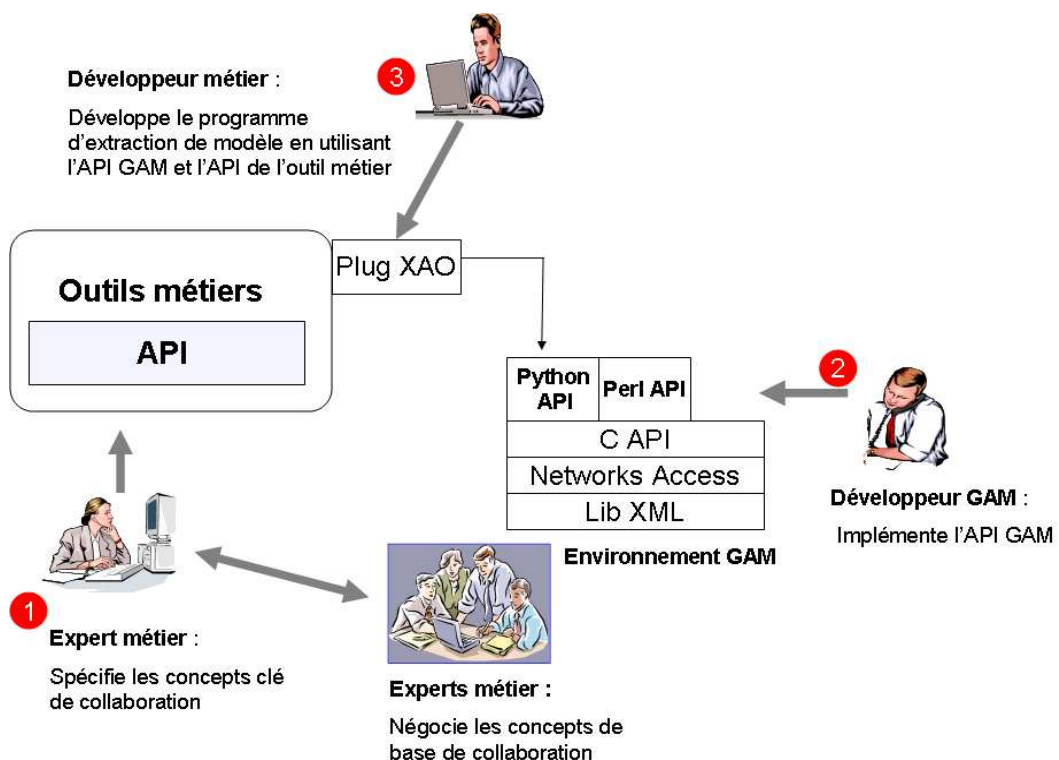 3
Développeur métier :
Développe le programme
d'extraction de modèle en utilisant
l'API GAM et l'API de l'outil métier
Plug XAO
Outils métiers
API
Python
API
Perl API
C API
Networks Access
Lib XML
Environnement GAM
2
Développeur GAM :
Implémente l'API GAM
1
Expert métier :
Spécifie les concepts clé
de collaboration
Experts métier :
Négocie les concepts de
base de collaboration